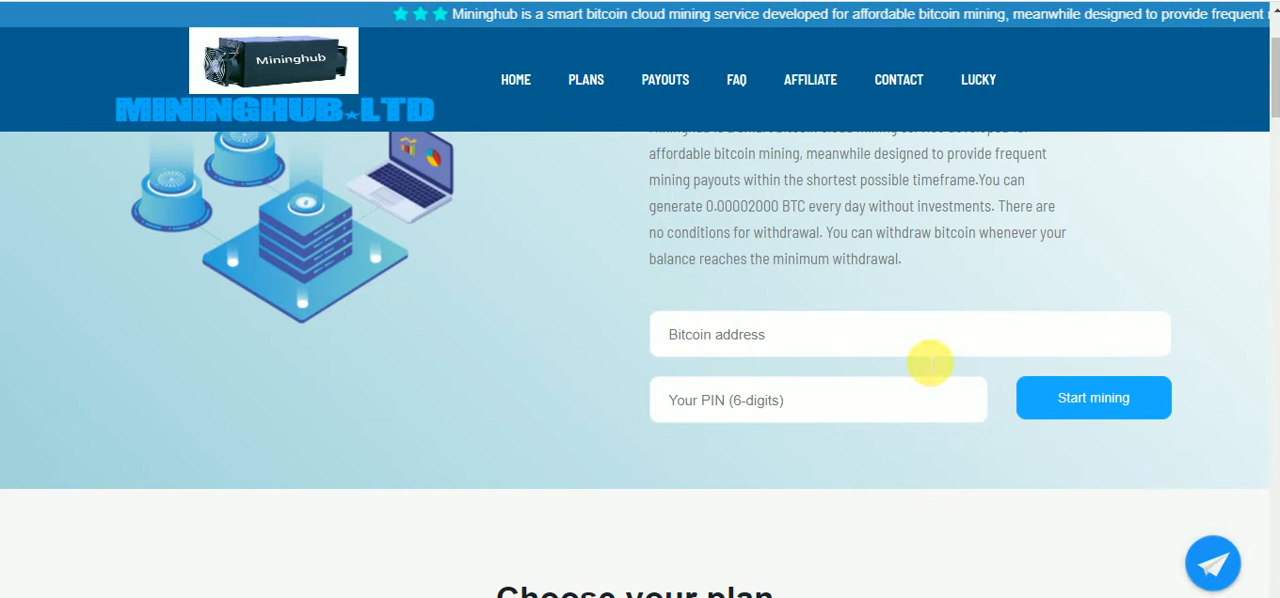 Mininghub is a smart bitcoin cloud mining service developed for affordable bitcoin mining, meanwhile designed to provide frequent
Mininghub
MININGHUB★LTD
HOME
PLANS
PAYOUTS
FAQ
AFFILIATE
CONTACT
LUCKY
affordable bitcoin mining, meanwhile designed to provide frequent
mining payouts within the shortest possible timeframe.You can
generate 0.00002000 BTC every day without investments. There are
no conditions for withdrawal. You can withdraw bitcoin whenever your
balance reaches the minimum withdrawal.
Bitcoin address
Your PIN (6-digits)
Start mining
Choose your plan